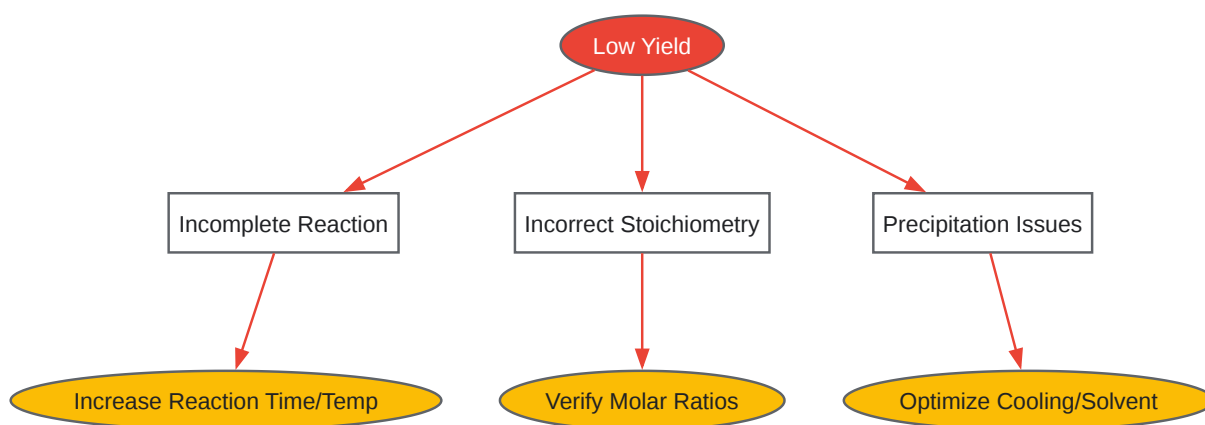 Low Yield
Incomplete Reaction
Incorrect Stoichiometry
Precipitation Issues
Increase Reaction Time/Temp
Verify Molar Ratios
Optimize Cooling/Solvent